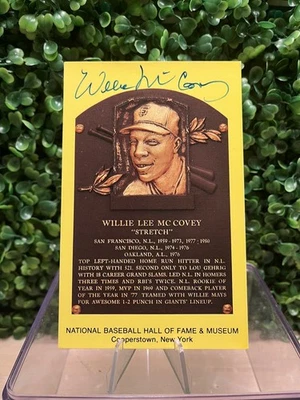 Willie McCovey
WILLIE LEE MC COVEY
"STRETCH"
SAN FRANCISCO, N.L., 1959 - 1973, 1977 - 1980
SAN DIEGO, N.L., 1974 - 1976
OAKLAND, A.L., 1976
TOP LEFT-HANDED HOME RUN HITTER IN N.L.
HISTORY WITH 521. SECOND ONLY TO LOU GEHRIG
WITH 18 CAREER GRAND SLAMS. LED N.L. IN HOMERS
THREE TIMES AND RBI'S TWICE. N.L. ROOKIE OF
YEAR IN 1959, MVP IN 1969 AND COMEBACK PLAYER
OF THE YEAR IN '77. TEAMED WITH WILLIE MAYS
FOR AWESOME 1-2 PUNCH IN GIANTS' LINEUP.
NATIONAL BASEBALL HALL OF FAME & MUSEUM
Cooperstown, New York